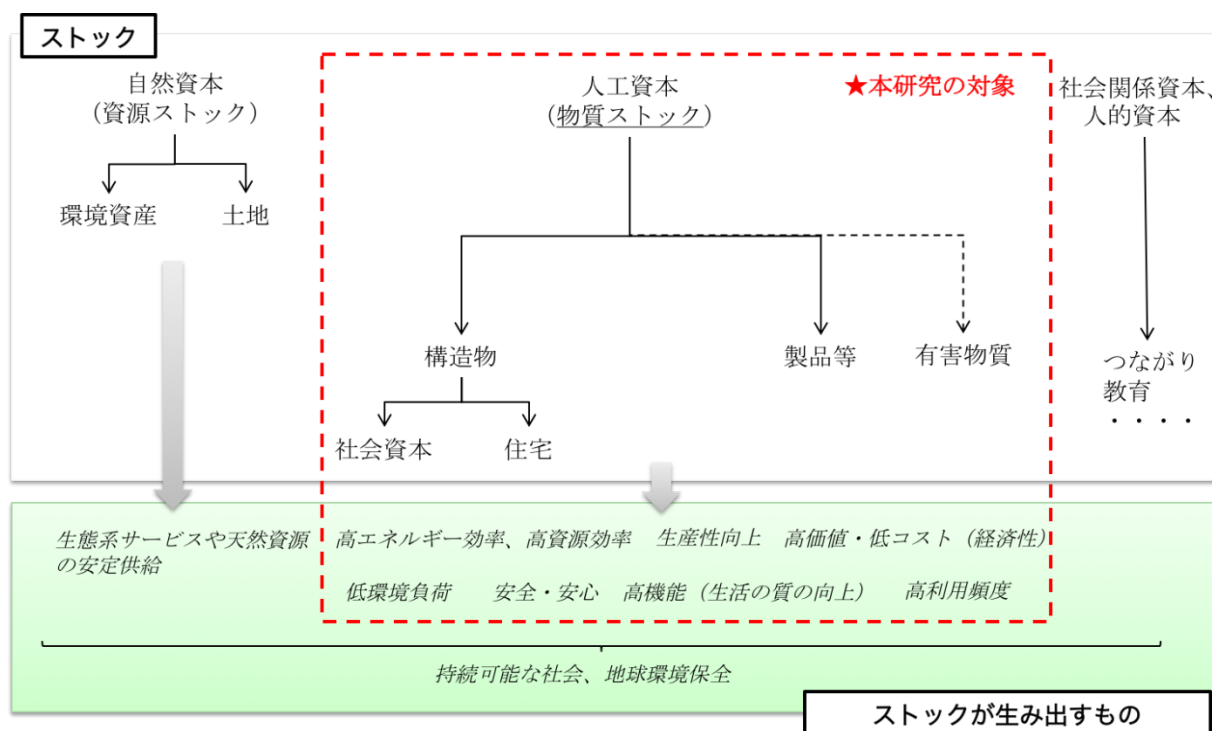 ストック
自然資本
(資源ストック)
人工資本
(物質ストック)
★本研究の対象
社会関係資本、
人的資本
環境資産
土地
構造物
製品等
有害物質
つながり
教育
・・・・
社会資本
住宅
生態系サービスや天然資源
の安定供給
高エネルギー効率、高資源効率
生産性向上
高価値・低コスト(経済性)
低環境負荷
安全・安心
高機能(生活の質の向上)
高利用頻度
持続可能な社会、地球環境保全
ストックが生み出すもの